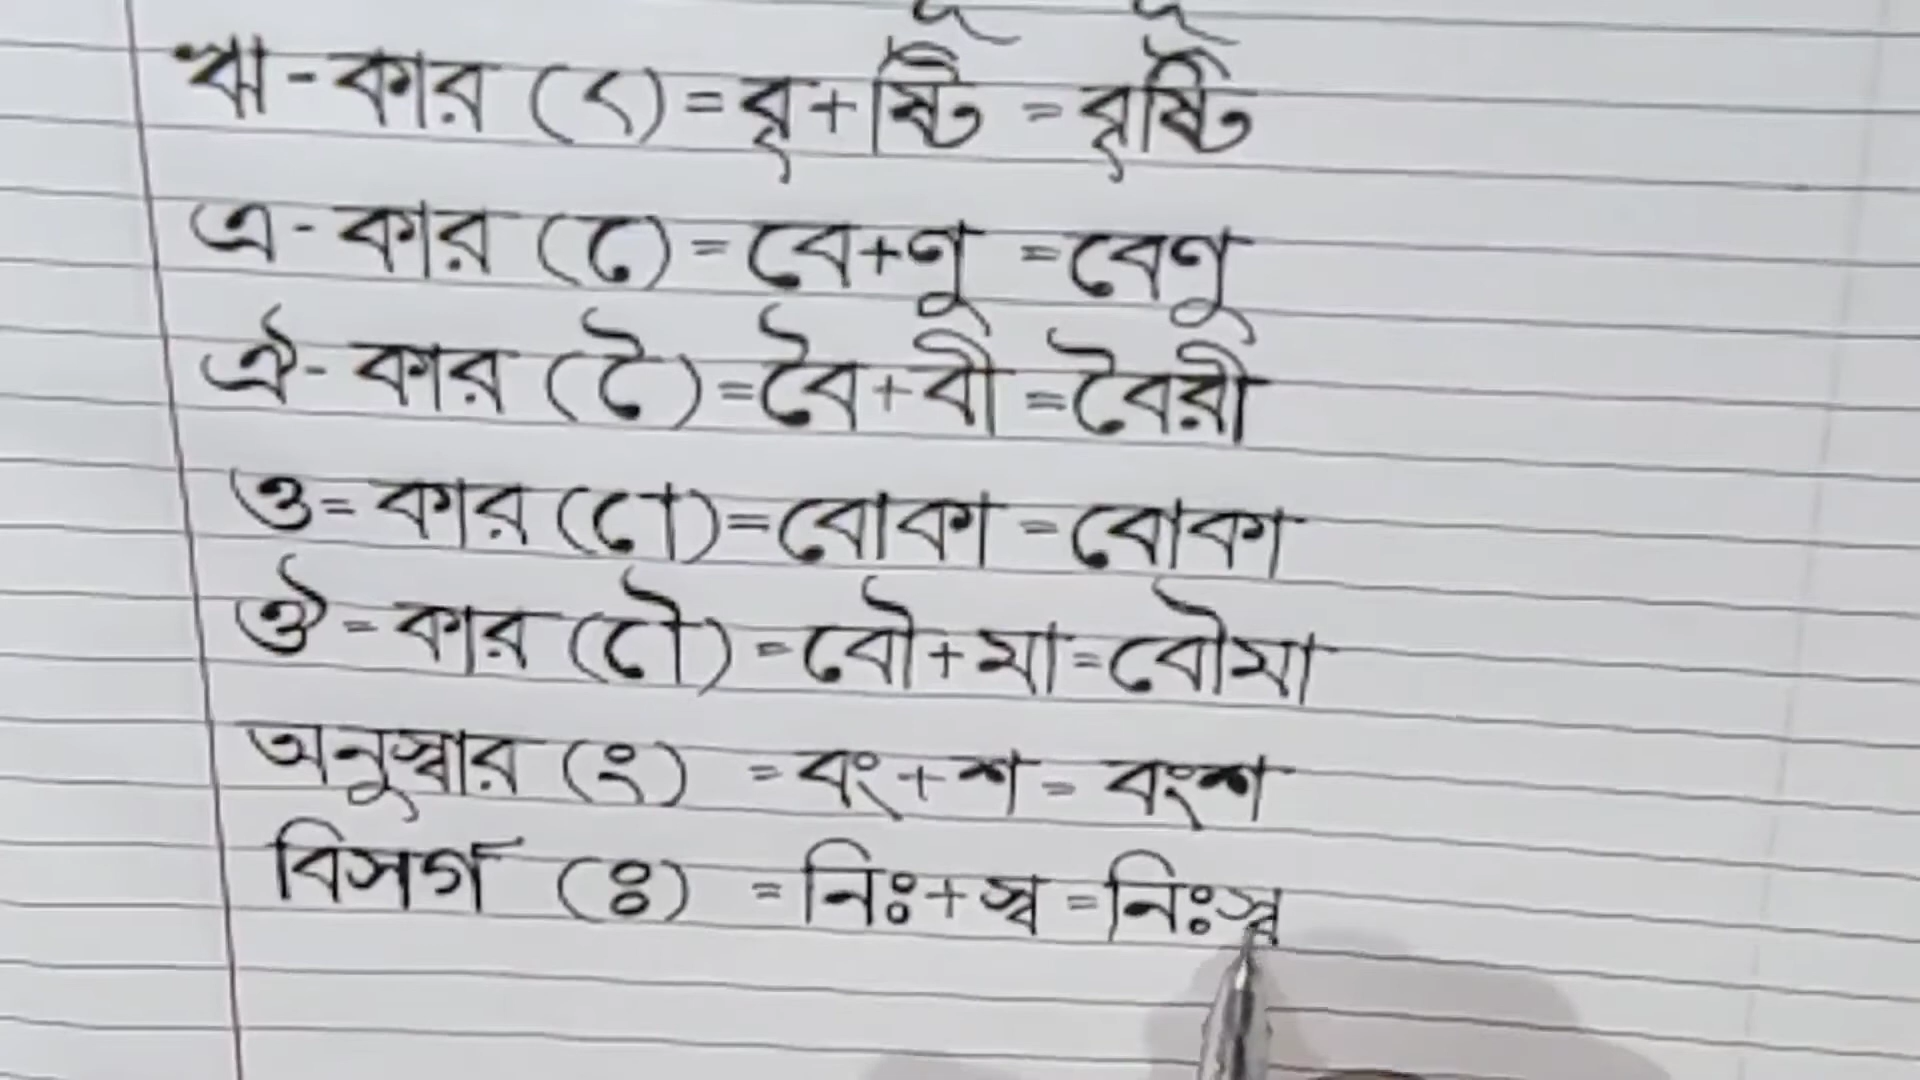 ঋ-কার (ৃ) = বৃ+ষ্টি = বৃষ্টি
এ-কার (ে) = বে+ণু = বেণু
ঐ-কার (ৈ) = বৈ+বী = বৈরী
ও=কার (ো) = বোকা = বোকা
ঔ=কার (ৌ) = বৌ+মা = বৌমা
অনুস্বার (ং) = বং+শ = বংশ
বিসর্গ (ঃ) = নিঃ+স্ব = নিঃস্ব